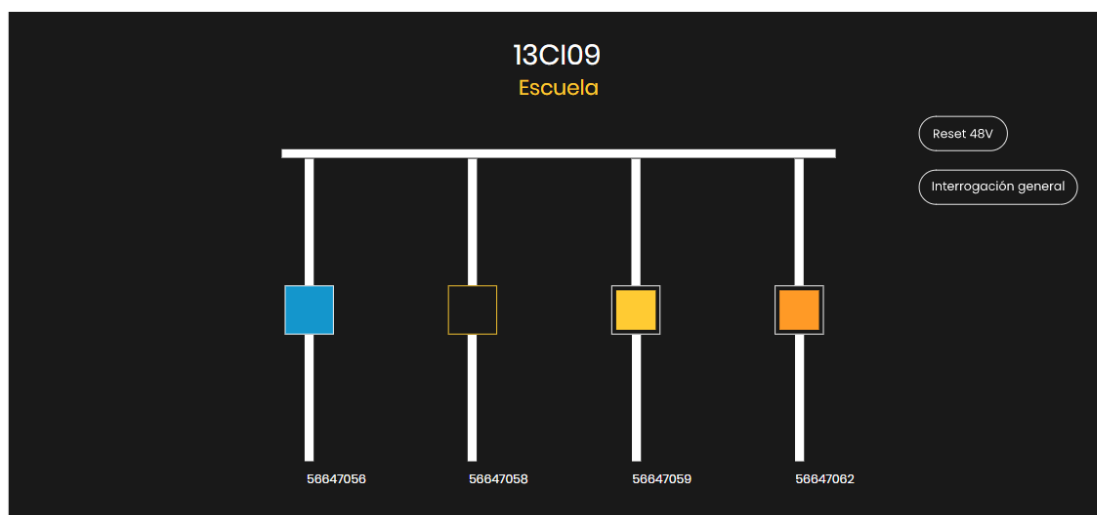 13CI09
Escuela
Reset 48V
Interrogación general
56647056
56647058
56647059
56647062